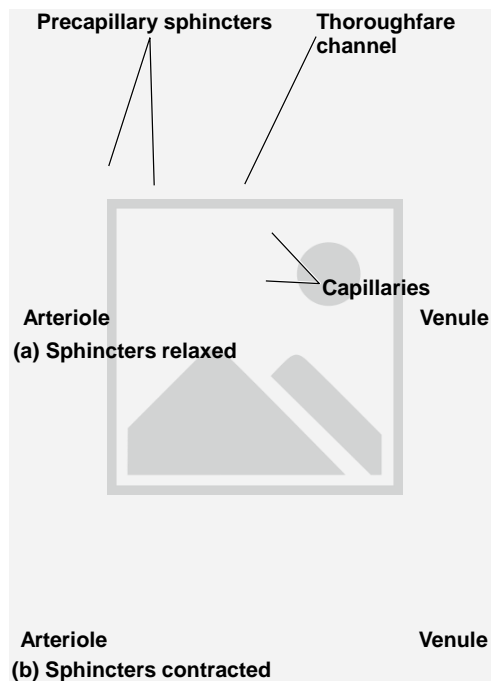 Precapillary sphincters
Thoroughfare
channel
Capillaries
Arteriole
Venule
(a) Sphincters relaxed
Arteriole
Venule
(b) Sphincters contracted